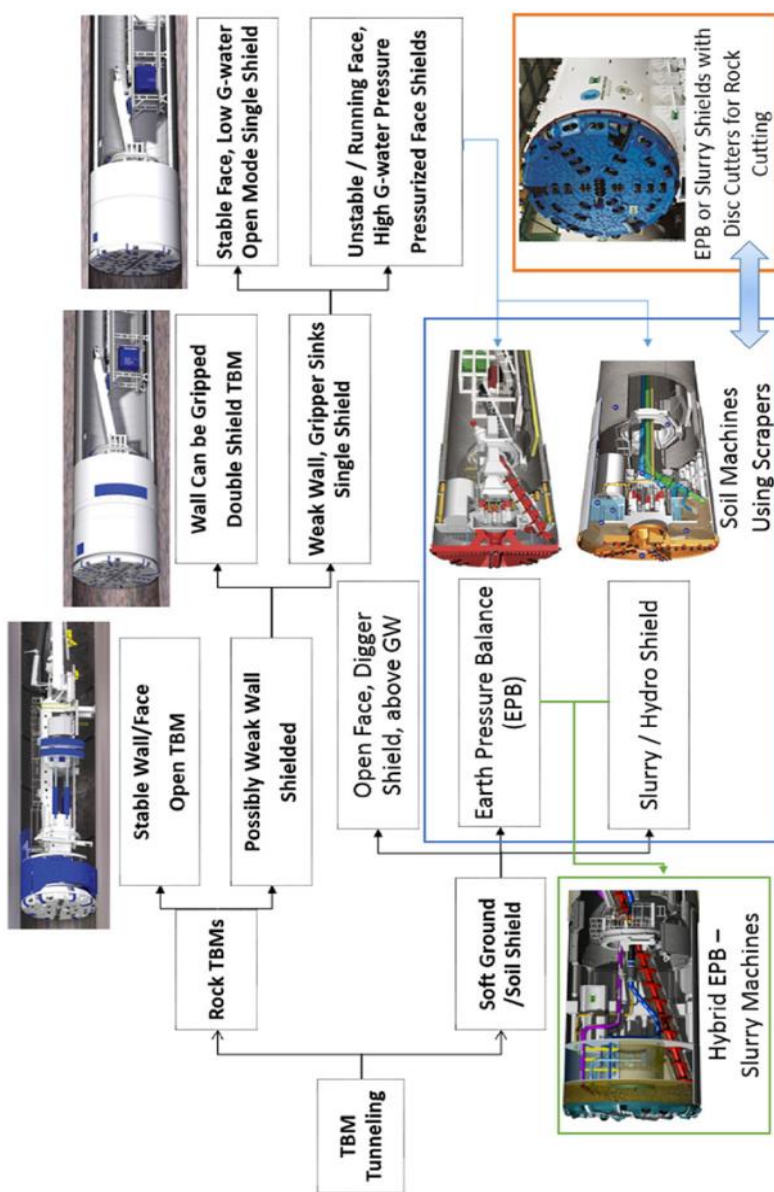 TBM
Tunneling
Rock TBMs
Soft Ground
/Soil Shield
Stable Wall/Face
Open TBM
Possibly Weak Wall
Shielded
Wall Can be Gripped
Double Shield TBM
Weak Wall, Gripper Sinks
Single Shield
Stable Face, Low G-water
Open Mode Single Shield
Unstable / Running Face,
High G-water Pressure
Pressurized Face Shields
Open Face, Digger
Shield, above GW
Earth Pressure Balance
(EPB)
Slurry / Hydro Shield
Hybrid EPB –
Slurry Machines
Soil Machines
Using Scrapers
EPB or Slurry Shields with
Disc Cutters for Rock
Cutting